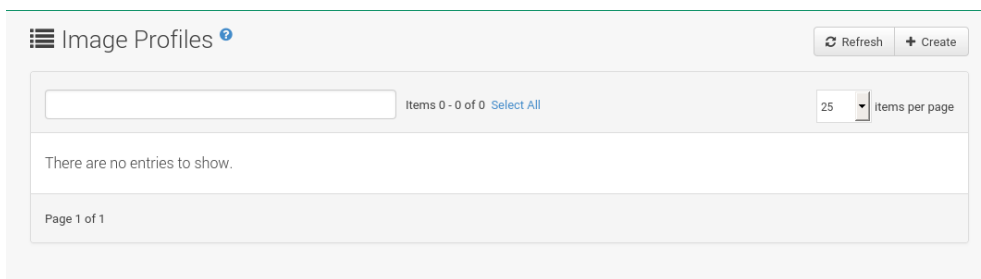 Image Profiles ?
Refresh + Create
Items 0 - 0 of 0 Select All 25 items per page
There are no entries to show.
Page 1 of 1